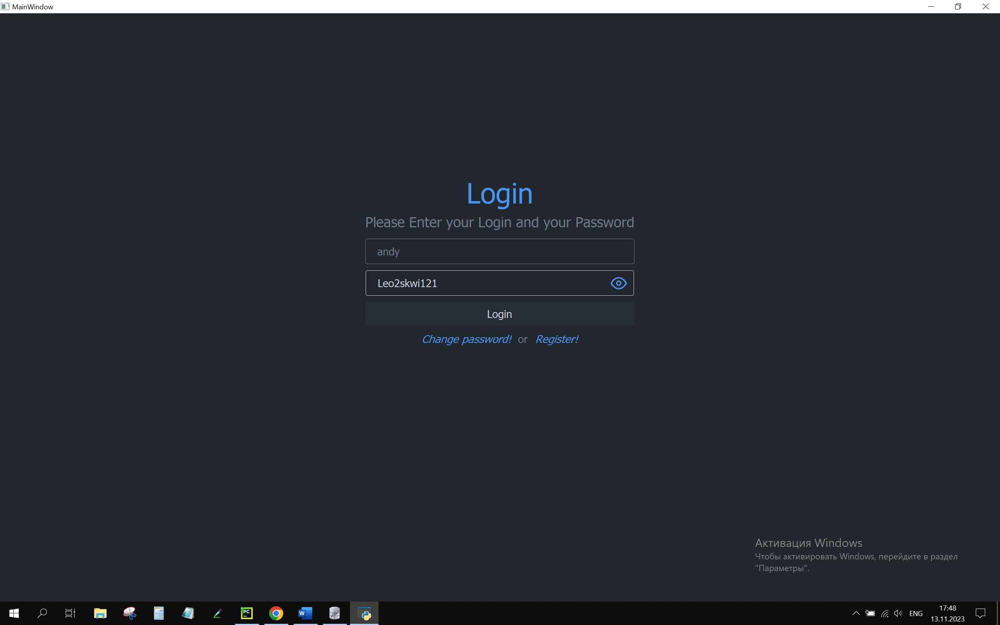 MainWindow
Login
Please Enter your Login and your Password
andy
Leo2skwi121
Login
Change password! or Register!
Активация Windows
Чтобы активировать Windows, перейдите в раздел
"Параметры".
PC
W
ENG
17:48
13.11.2023